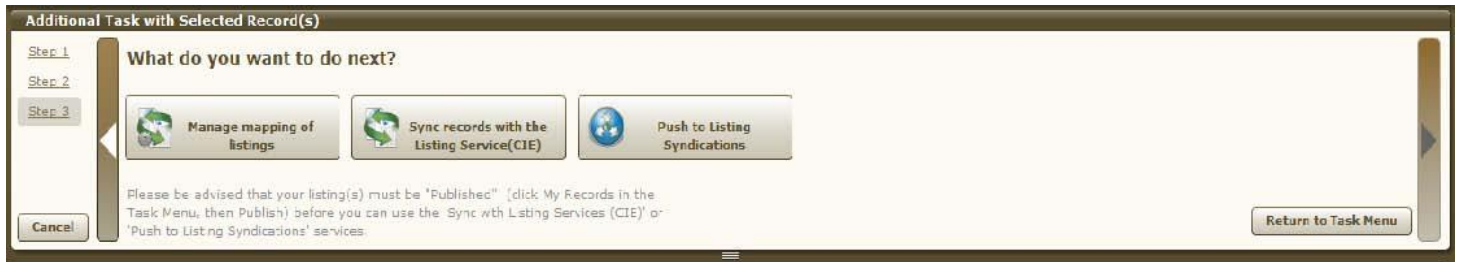 Additional Task with Selected Record(s)
Step 1
Step 2
Step 3
What do you want to do next?
Manage mapping of
listings
Sync records with the
Listing Service(CIE)
Push to Listing
Syndications
Please be advised that your listing(s) must be "Published" (click My Records in the
Task Menu, then Publish) before you can use the 'Sync with Listing Services (CIE)' or
'Push to Listing Syndications' services.
Cancel
Return to Task Menu